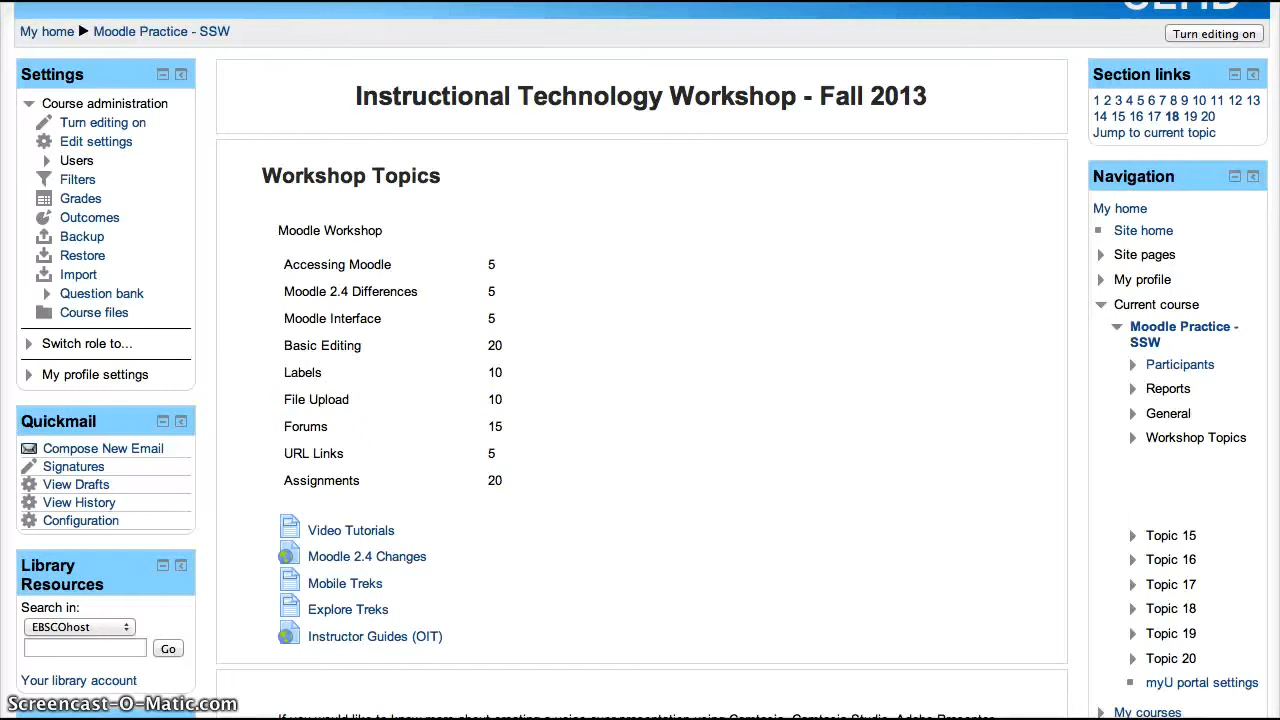 My home ▶ Moodle Practice - SSW
Turn editing on
Settings
Course administration
Turn editing on
Edit settings
Users
Filters
Grades
Outcomes
Backup
Restore
Import
Question bank
Course files
Switch role to...
My profile settings
Quickmail
Compose New Email
Signatures
View Drafts
View History
Configuration
Library
Resources
Search in:
EBSCOhost
Go
Your library account
Screencast-O-Matic.com
Instructional Technology Workshop - Fall 2013
Workshop Topics
Moodle Workshop
Accessing Moodle 5
Moodle 2.4 Differences 5
Moodle Interface 5
Basic Editing 20
Labels 10
File Upload 10
Forums 15
URL Links 5
Assignments 20
Video Tutorials
Moodle 2.4 Changes
Mobile Treks
Explore Treks
Instructor Guides (OIT)
Section links
1 2 3 4 5 6 7 8 9 10 11 12 13
14 15 16 17 18 19 20
Jump to current topic
Navigation
My home
Site home
Site pages
My profile
Current course
Moodle Practice -
SSW
Participants
Reports
General
Workshop Topics
Topic 15
Topic 16
Topic 17
Topic 18
Topic 19
Topic 20
myU portal settings
My courses